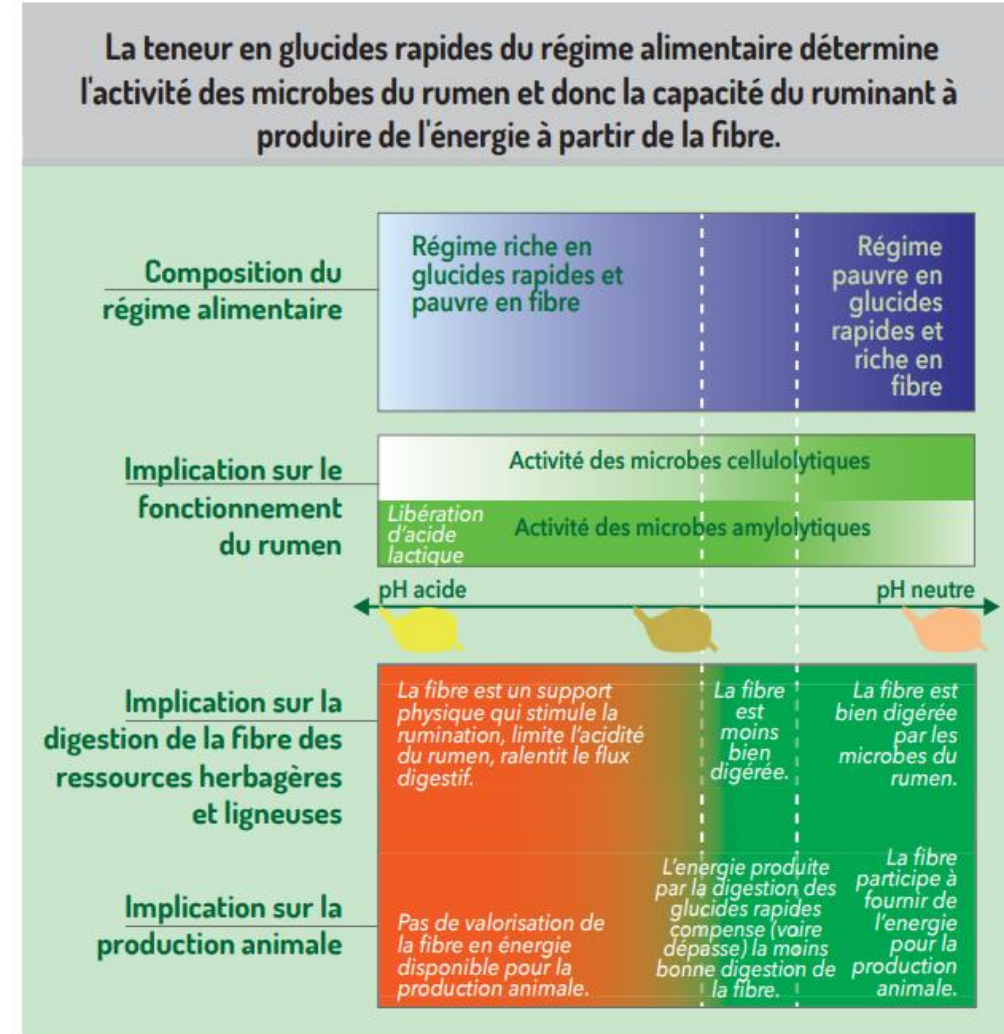 La teneur en glucides rapides du régime alimentaire détermine
l'activité des microbes du rumen et donc la capacité du ruminant à
produire de l'énergie à partir de la fibre.
Composition du
régime alimentaire
Régime riche en
glucides rapides et
pauvre en fibre
Régime
pauvre en
glucides
rapides et
riche en
fibre
Implication sur le
fonctionnement
du rumen
Activité des microbes cellulolytiques
Libération
d'acide
lactique
Activité des microbes amylolytiques
pH acide
pH neutre
Implication sur la
digestion de la fibre des
ressources herbagères
et ligneuses
La fibre est un support
physique qui stimule la
rumination, limite l'acidité
du rumen, ralentit le flux
digestif.
La fibre
est
moins
bien
digérée.
La fibre est
bien digérée
par les
microbes du
rumen.
Implication sur la
production animale
Pas de valorisation de
la fibre en énergie
disponible pour la
production animale.
L'energie produite
par la digestion des
glucides rapides
compense (voire
dépasse) la moins
bonne digestion de
la fibre.
La fibre
participe à
fournir de
l'energie
pour la
production
animale.